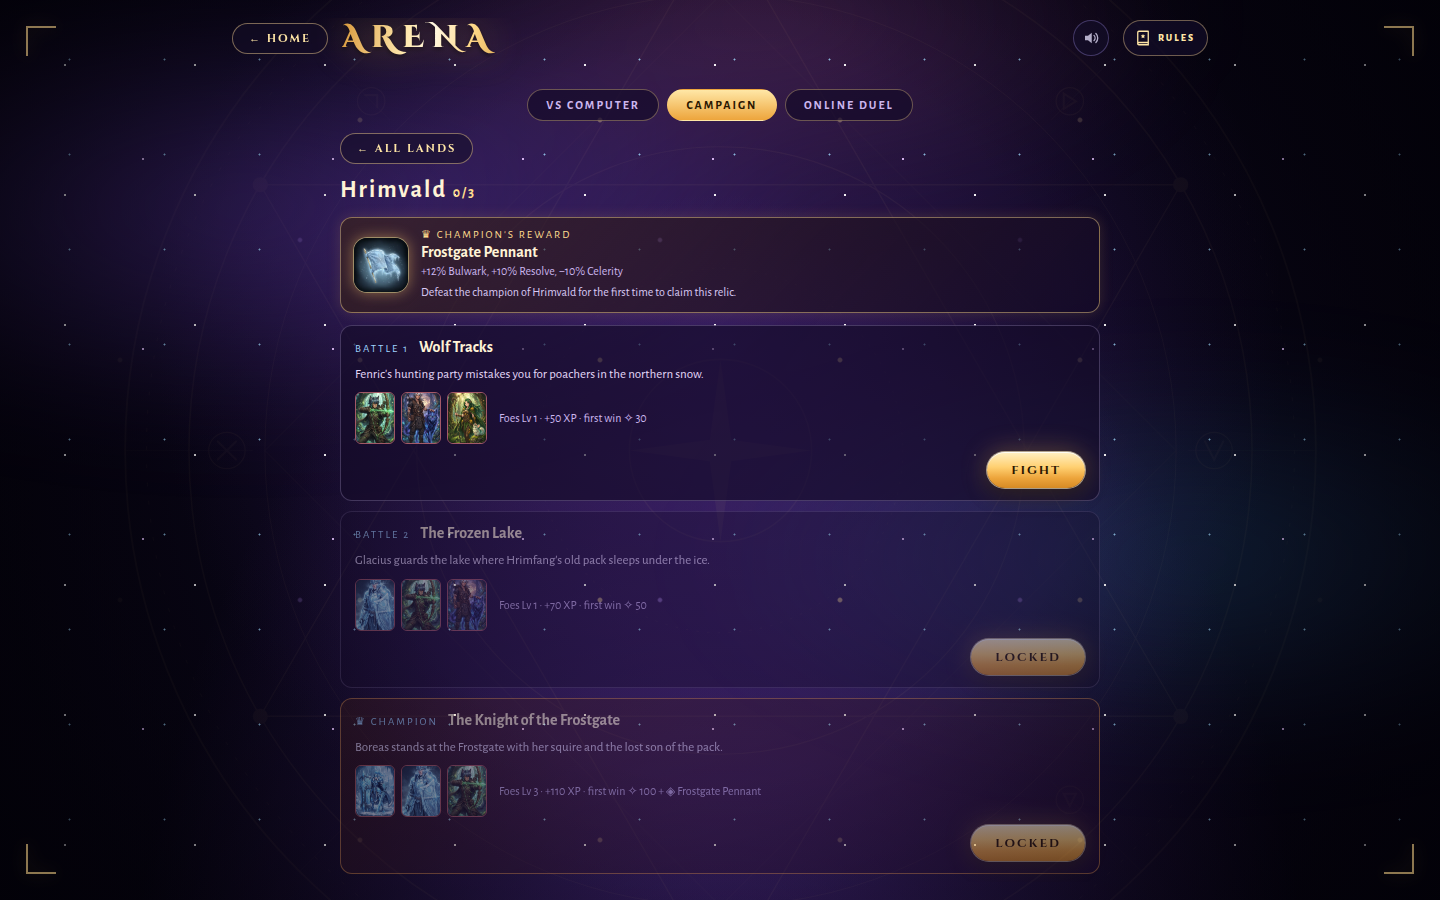 ← HOME
ARENA
RULES
VS COMPUTER
CAMPAIGN
ONLINE DUEL
← ALL LANDS
Hrimvald 0/3
♛ CHAMPION'S REWARD
Frostgate Pennant
+12% Bulwark, +10% Resolve, −10% Celerity
Defeat the champion of Hrimvald for the first time to claim this relic.
BATTLE 1 Wolf Tracks
Fenric's hunting party mistakes you for poachers in the northern snow.
Foes Lv 1 · +50 XP · first win ✧ 30
FIGHT
BATTLE 2 The Frozen Lake
Glacius guards the lake where Hrimfang's old pack sleeps under the ice.
Foes Lv 1 · +70 XP · first win ✧ 50
LOCKED
♛ CHAMPION The Knight of the Frostgate
Boreas stands at the Frostgate with her squire and the lost son of the pack.
Foes Lv 3 · +110 XP · first win ✧ 100 + ◈ Frostgate Pennant
LOCKED